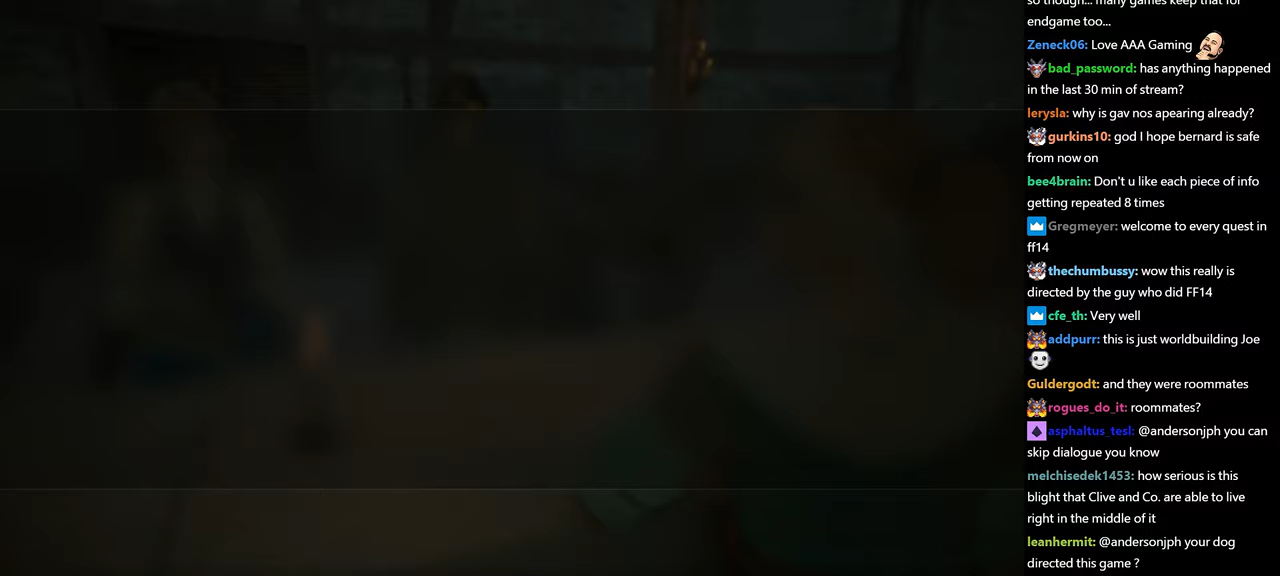 so though... many games keep that for
endgame too...
Zeneck06: Love AAA Gaming
bad_password: has anything happened
in the last 30 min of stream?
lerysla: why is gav nos apearing already?
gurkins10: god I hope bernard is safe
from now on
bee4brain: Don't u like each piece of info
getting repeated 8 times
Gregmeyer: welcome to every quest in
ff14
thechumbussy: wow this really is
directed by the guy who did FF14
cfe_th: Very well
addpurr: this is just worldbuilding Joe
Guldergodt: and they were roommates
rogues_do_it: roommates?
asphaltus_tesl: @andersonjph you can
skip dialogue you know
melchisedek1453: how serious is this
blight that Clive and Co. are able to live
right in the middle of it
leanhermit: @andersonjph your dog
directed this game ?